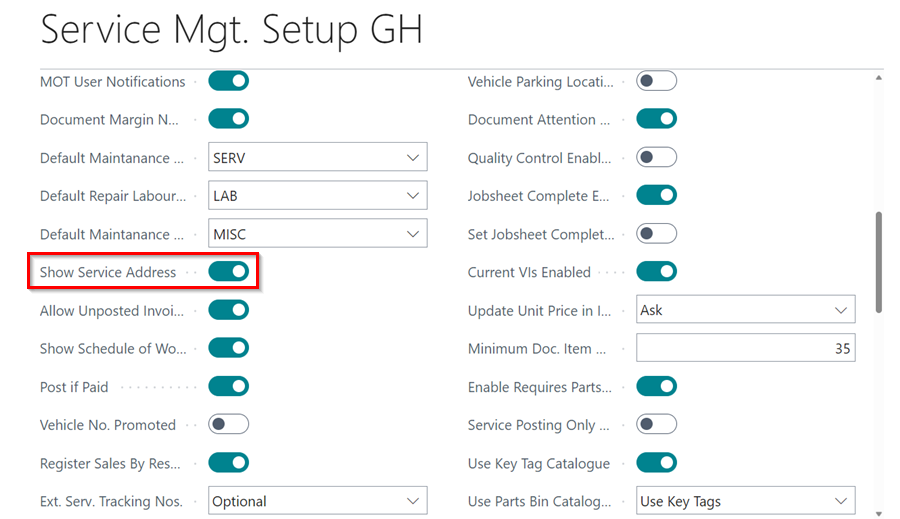 Service Mgt. Setup GH
MOT User Notifications
Document Margin N...
Default Maintanance ... SERV
Default Repair Labour... LAB
Default Maintanance ... MISC
Show Service Address
Allow Unposted Invoi...
Show Schedule of Wo...
Post if Paid
Vehicle No. Promoted
Register Sales By Res...
Ext. Serv. Tracking Nos. Optional
Vehicle Parking Locati...
Document Attention ...
Quality Control Enabl...
Jobsheet Complete E...
Set Jobsheet Complet...
Current VIs Enabled
Update Unit Price in I... Ask
Minimum Doc. Item ... 35
Enable Requires Parts...
Service Posting Only ...
Use Key Tag Catalogue
Use Parts Bin Catalog... Use Key Tags